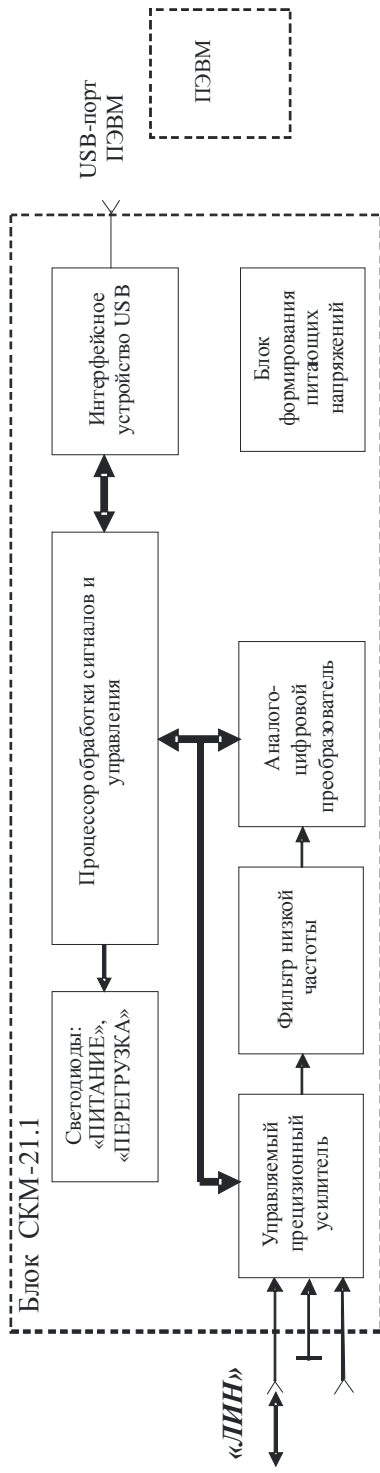 Блок СКМ-21.1
Светодиоды:
«ПИТАНИЕ»,
«ПЕРЕГРУЗКА»
Процессор обработки сигналов и
управления
Интерфейсное
устройство USB
USB-порт
ПЭВМ
«ЛИН»
Управляемый
прецизионный
усилитель
Фильтр низкой
частоты
Аналого-
цифровой
преобразователь
Блок
формирования
питающих
напряжений
ПЭВМ